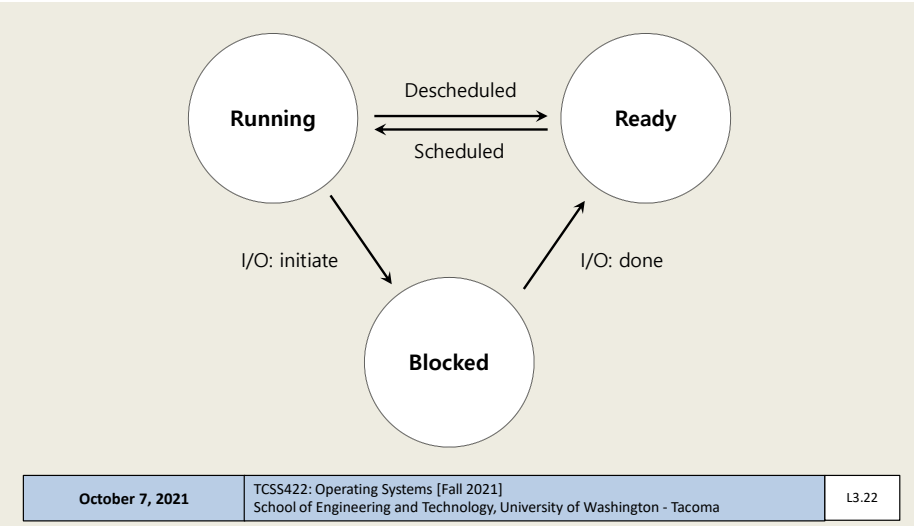 Descheduled
Running
Ready
Scheduled
I/O: initiate
I/O: done
Blocked
October 7, 2021
TCSS422: Operating Systems [Fall 2021]
School of Engineering and Technology, University of Washington - Tacoma
L3.22